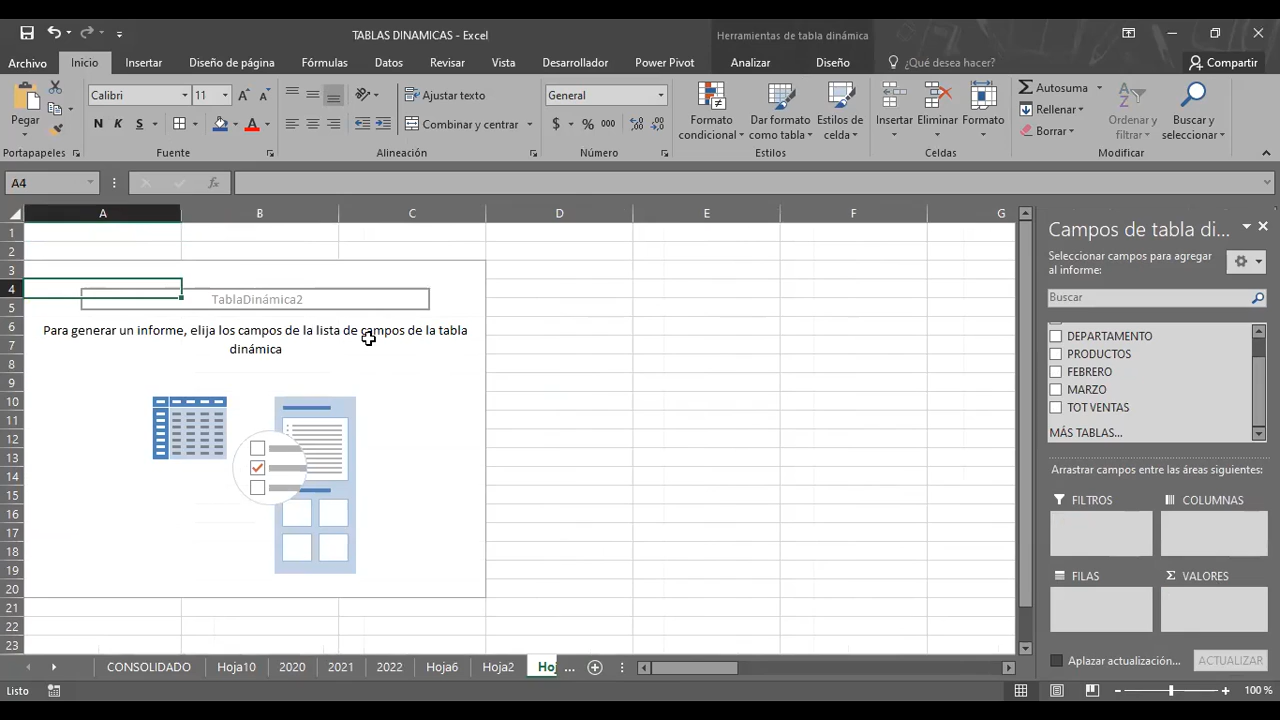 TABLAS DINAMICAS - Excel
Herramientas de tabla dinámica
Archivo
Inicio
Insertar
Diseño de página
Fórmulas
Datos
Revisar
Vista
Desarrollador
Power Pivot
Analizar
Diseño
¿Qué desea hacer?
Compartir
Pegar
Calibri
11
N K S
Ajustar texto
Combinar y centrar
General
$ % 000
Formato condicional
Dar formato como tabla
Estilos de celda
Insertar
Eliminar
Formato
Autosuma
Rellenar
Borrar
Ordenar y filtrar
Buscar y seleccionar
Portapapeles
Fuente
Alineación
Número
Estilos
Celdas
Modificar
A4
fx
A B C D E F G
1
2
3
4
5
6
7
8
9
10
11
12
13
14
15
16
17
18
19
20
21
22
23
TablaDinámica2
Para generar un informe, elija los campos de la lista de campos de la tabla
dinámica
Campos de tabla di...
Seleccionar campos para agregar
al informe:
Buscar
DEPARTAMENTO
PRODUCTOS
FEBRERO
MARZO
TOT VENTAS
MÁS TABLAS...
Arrastrar campos entre las áreas siguientes:
FILTROS
COLUMNAS
FILAS
Σ VALORES
Aplazar actualización...
ACTUALIZAR
CONSOLIDADO
Hoja10
2020
2021
2022
Hoja6
Hoja2
Hoj
...
Listo
100 %